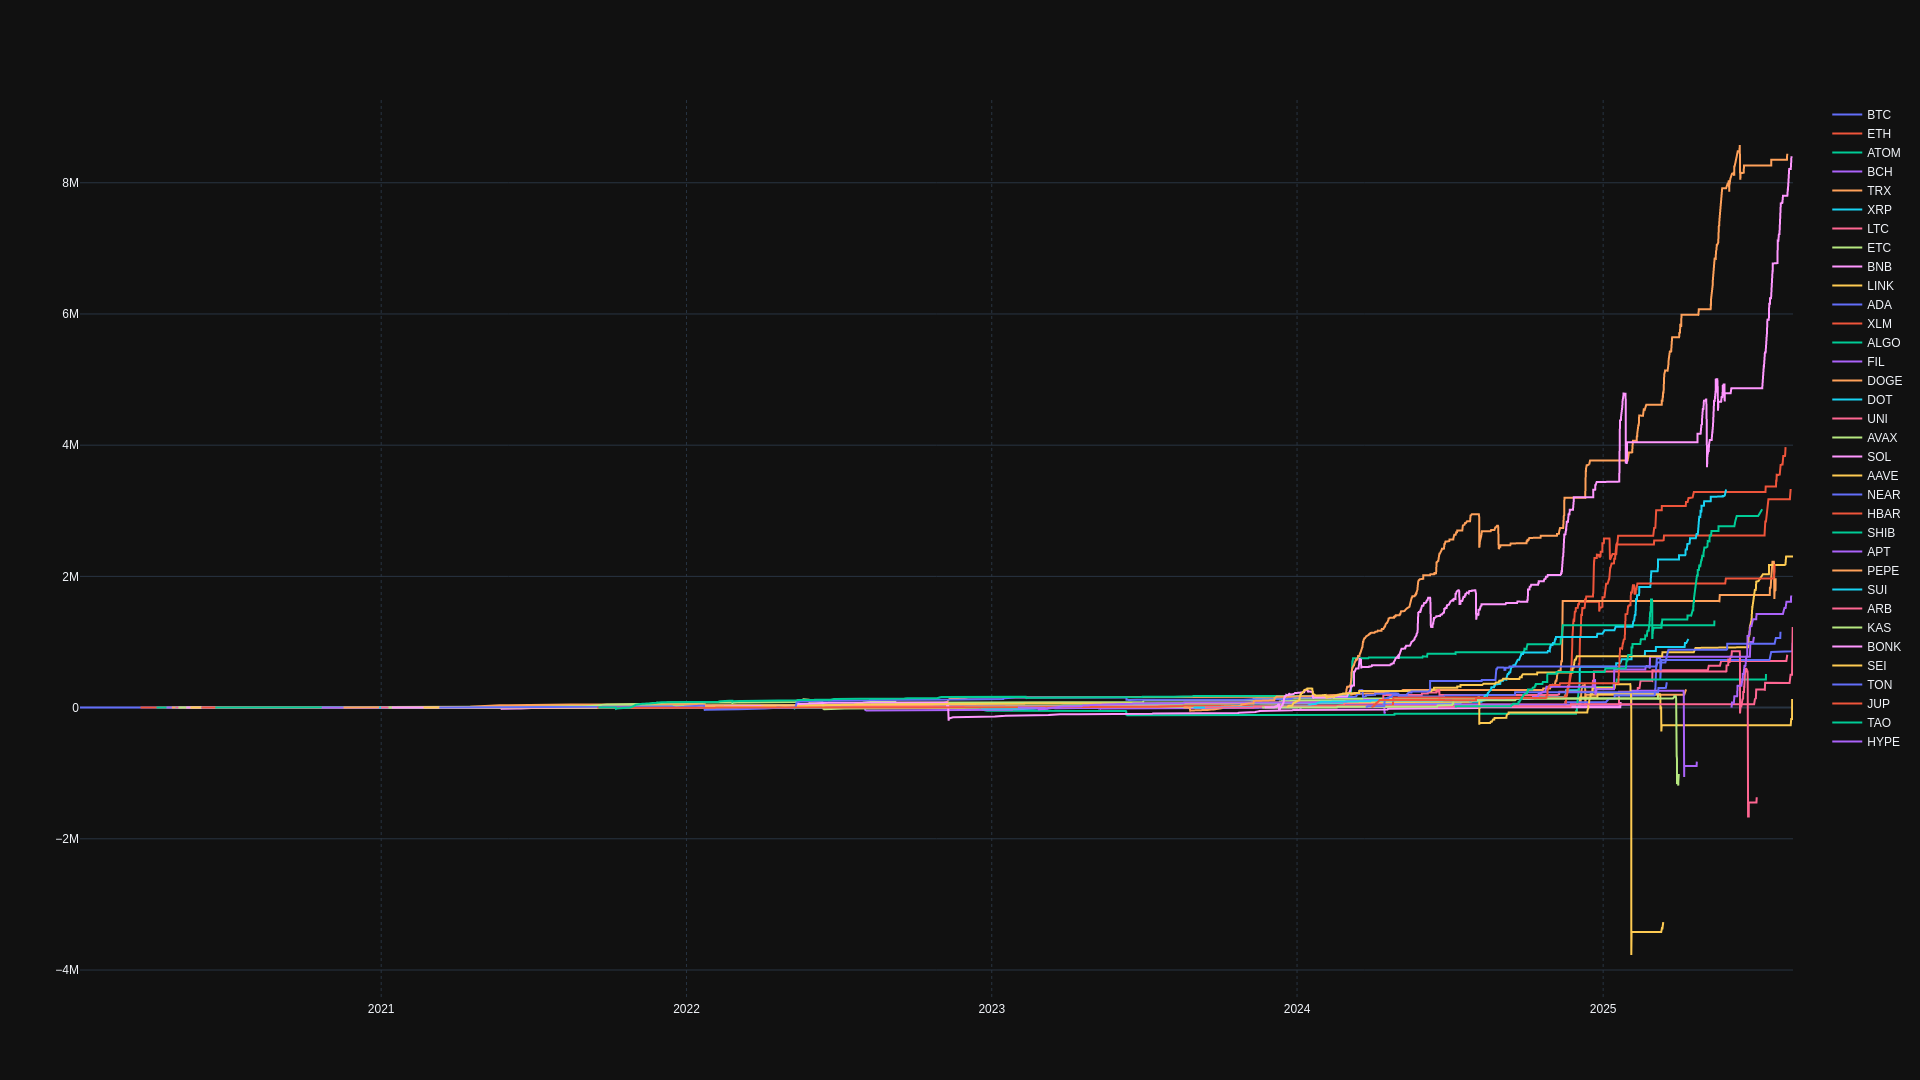 8M
6M
4M
2M
0
−2M
−4M
2021
2022
2023
2024
2025
BTC
ETH
ATOM
BCH
TRX
XRP
LTC
ETC
BNB
LINK
ADA
XLM
ALGO
FIL
DOGE
DOT
UNI
AVAX
SOL
AAVE
NEAR
HBAR
SHIB
APT
PEPE
SUI
ARB
KAS
BONK
SEI
TON
JUP
TAO
HYPE